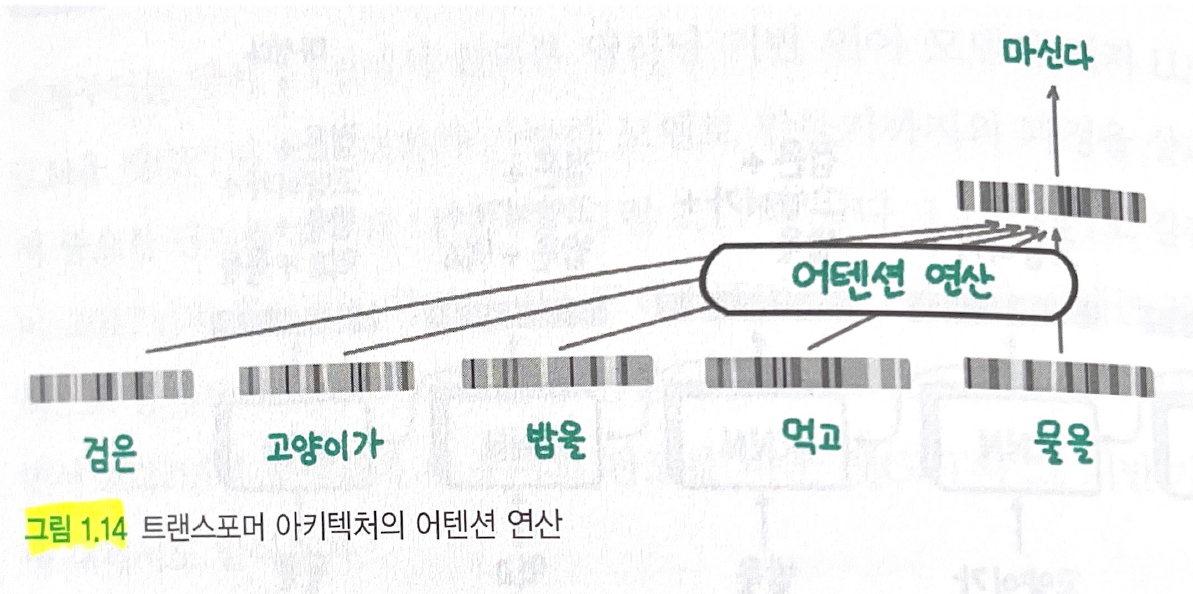 마신다
어텐션 연산
검은 고양이가 밥을 먹고 물을
그림 1.14 트랜스포머 아키텍처의 어텐션 연산